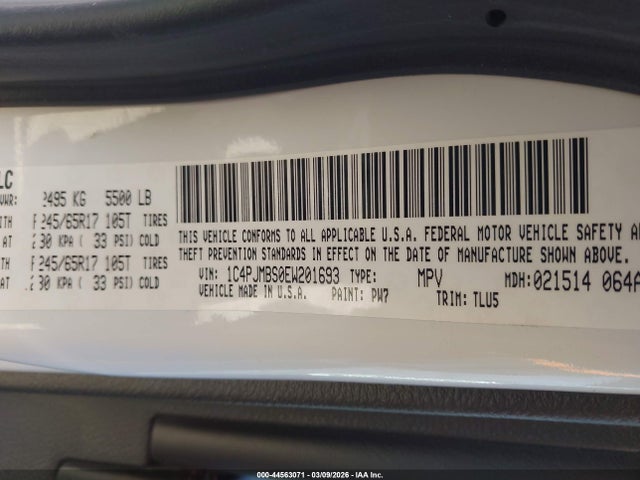 LC
2495 KG 5500 LB
245/65R17 105T TIRES
AT 230 KPA ( 33 PSI) COLD
245/65R17 105T TIRES
230 KPA ( 33 PSI) COLD
THIS VEHICLE CONFORMS TO ALL APPLICABLE U.S.A. FEDERAL MOTOR VEHICLE SAFETY
THEFT PREVENTION STANDARDS IN EFFECT ON THE DATE OF MANUFACTURE SHOWN ABOVE.
VIN: 1C4PJMBS0EW201693 TYPE: MPV MDH:021514 064A
VEHICLE MADE IN U.S.A. PAINT: PW7 TRIM: TLU5
000-44563071 | 03/09/2026 | IAA Inc.